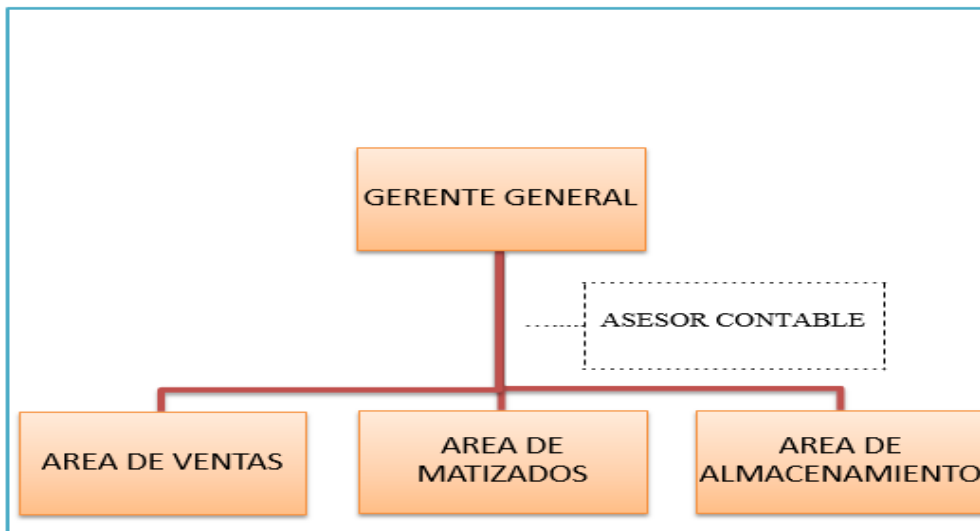 GERENTE GENERAL
ASESOR CONTABLE
AREA DE VENTAS
AREA DE
MATIZADOS
AREA DE
ALMACENAMIENTO